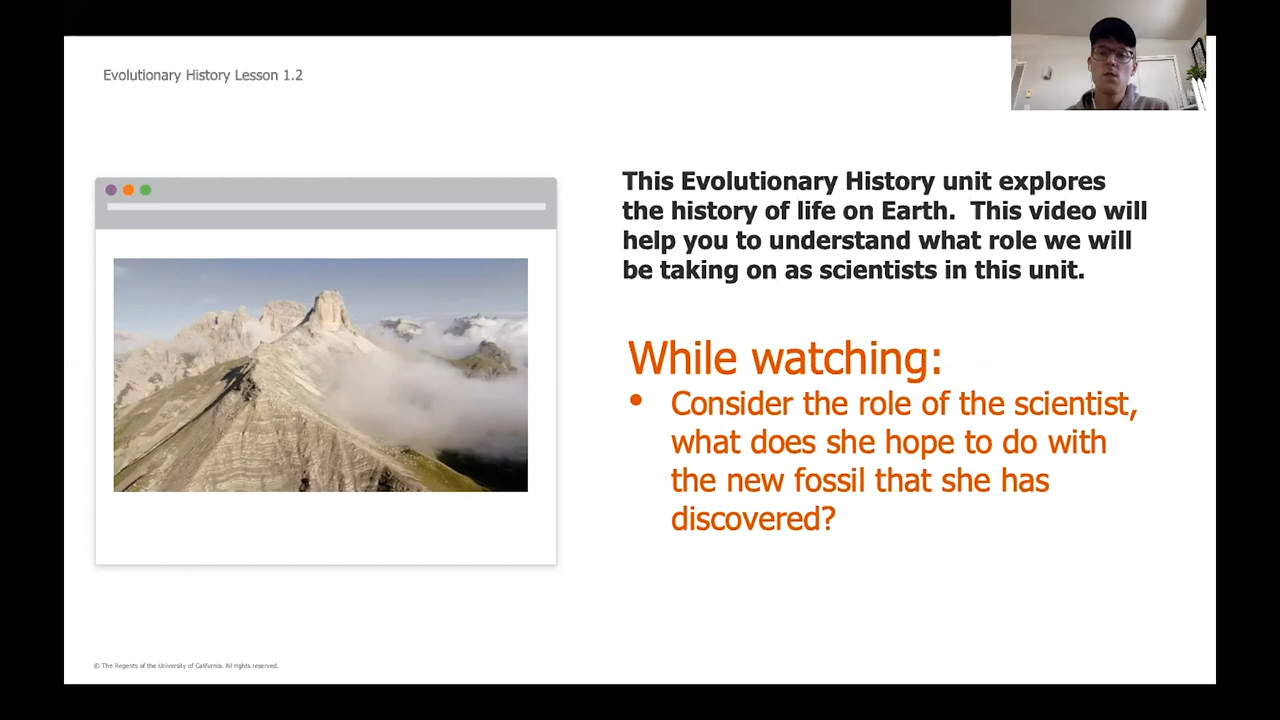 Evolutionary History Lesson 1.2
This Evolutionary History unit explores
the history of life on Earth.  This video will
help you to understand what role we will
be taking on as scientists in this unit.
While watching:
• Consider the role of the scientist,
what does she hope to do with
the new fossil that she has
discovered?
© The Regents of the University of California. All rights reserved.